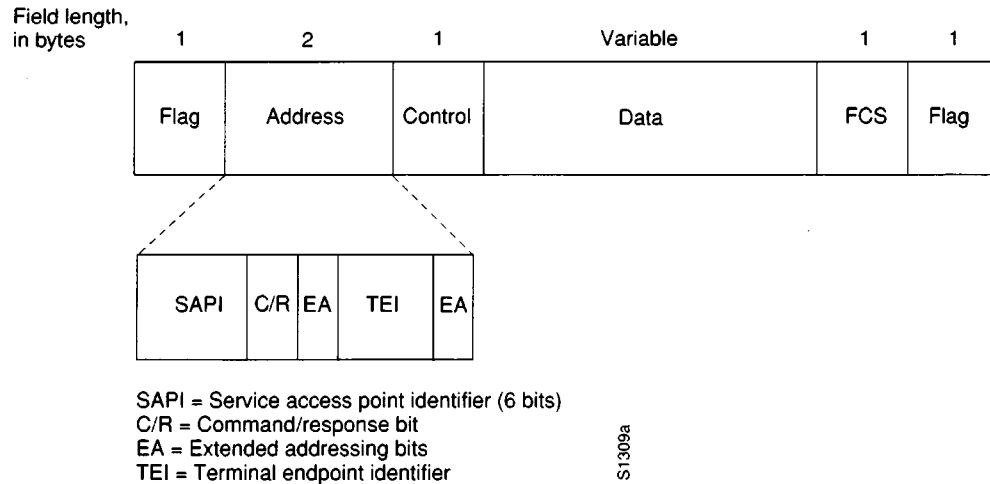 Field length,
in bytes 1 2 1 Variable 1 1
Flag Address Control Data FCS Flag
SAPI C/R EA TEI EA
SAPI = Service access point identifier (6 bits)
C/R = Command/response bit
EA = Extended addressing bits
TEI = Terminal endpoint identifier
S1309a